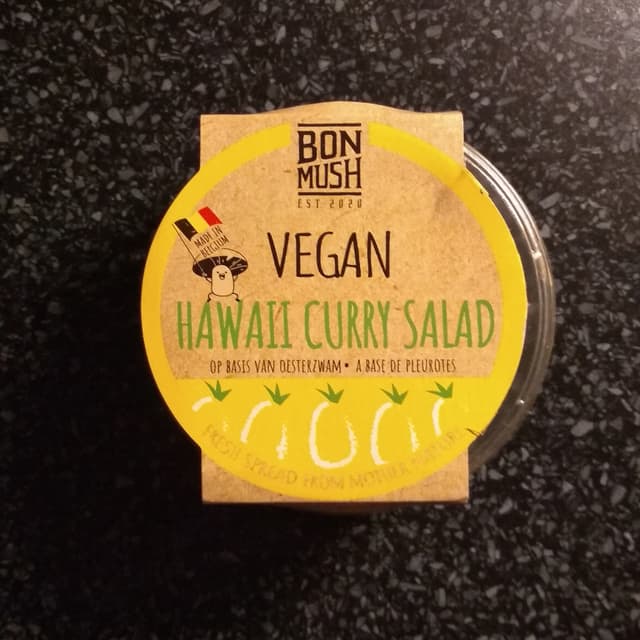 BON
MUSH
EST 2020
MADE IN
BELGIUM
VEGAN
HAWAII CURRY SALAD
OP BASIS VAN OESTERZWAM • A BASE DE PLEUROTES
FRESH SPREAD FROM MOTHER NATURE